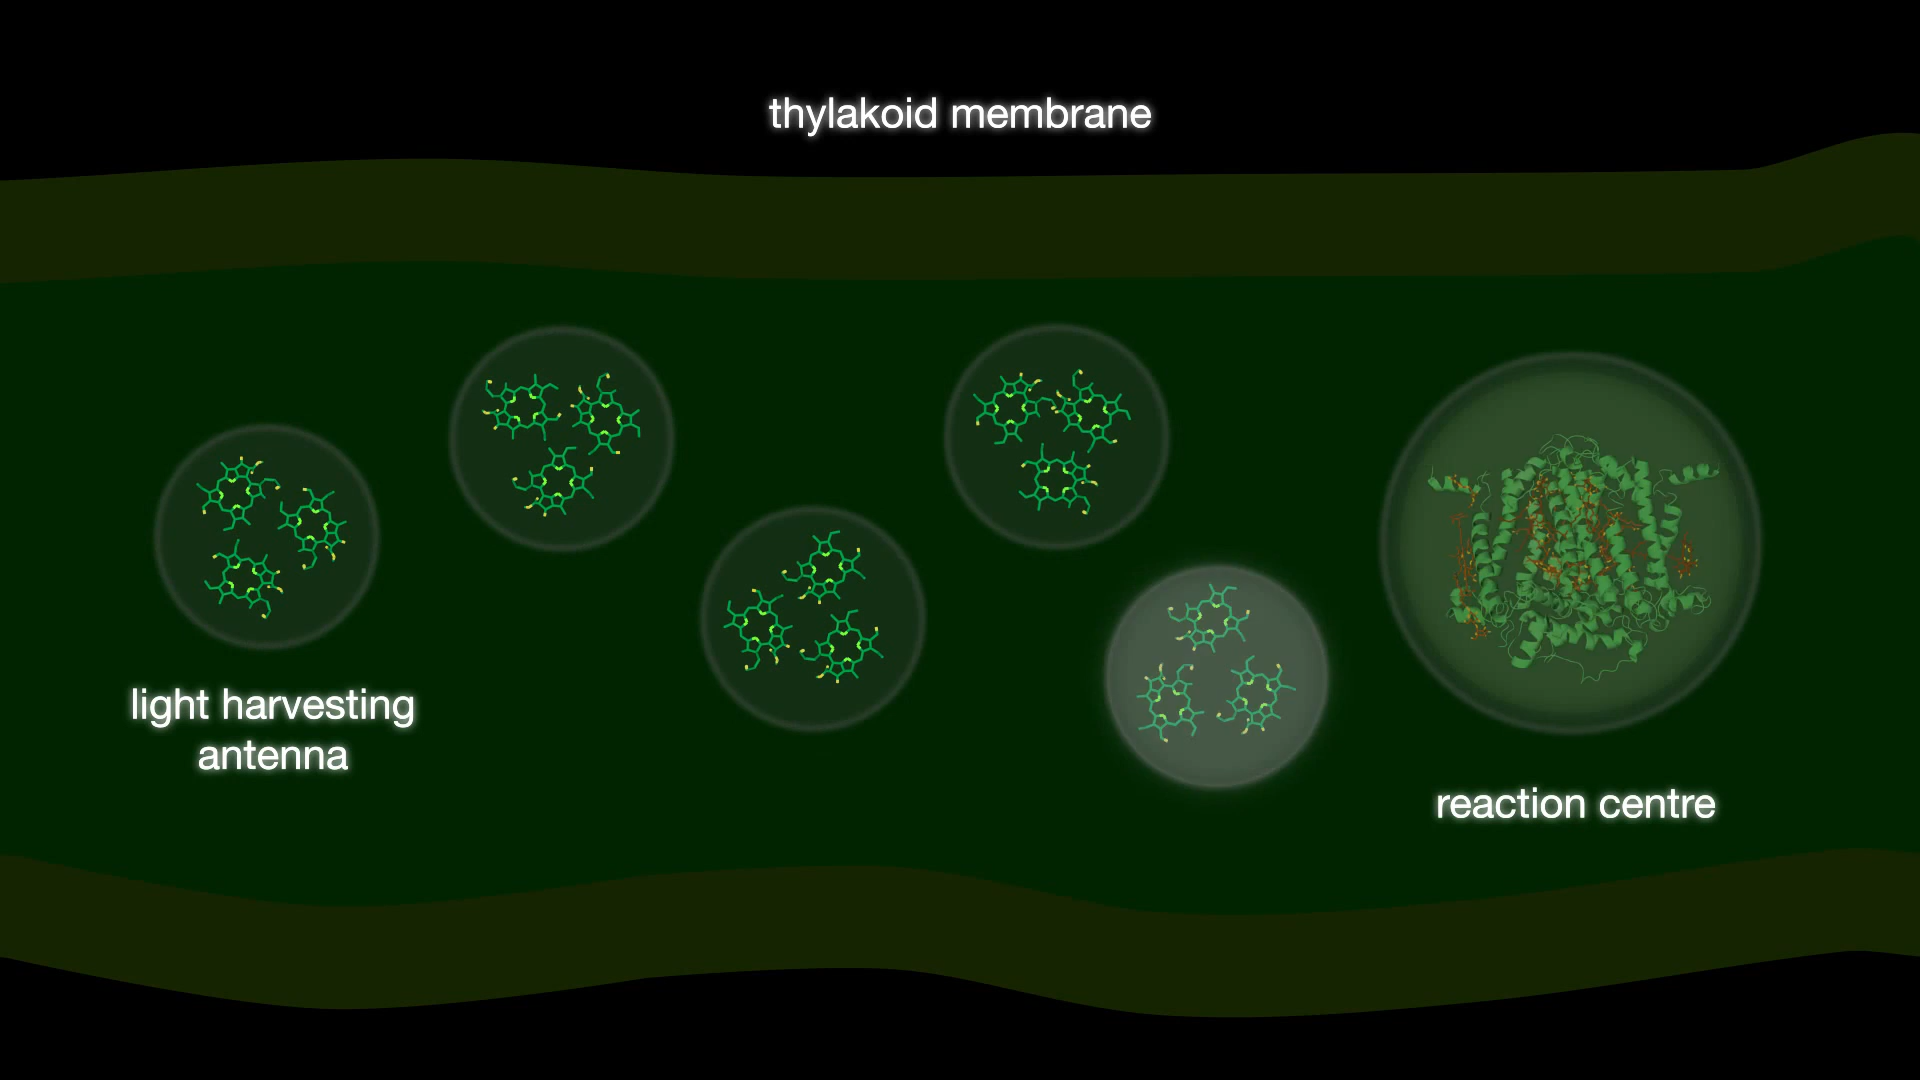 thylakoid membrane
light harvesting
antenna
reaction centre